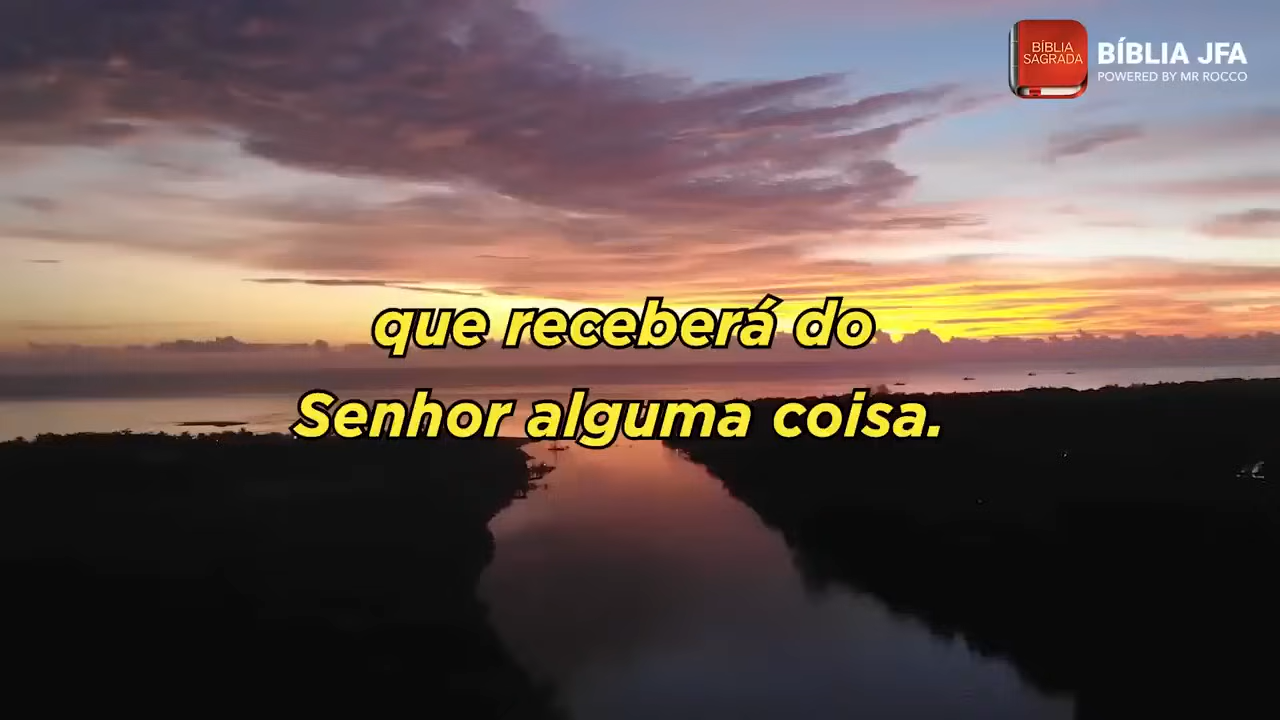 BÍBLIA
SAGRADA
BÍBLIA JFA
POWERED BY MR ROCCO
que receberá do
Senhor alguma coisa.